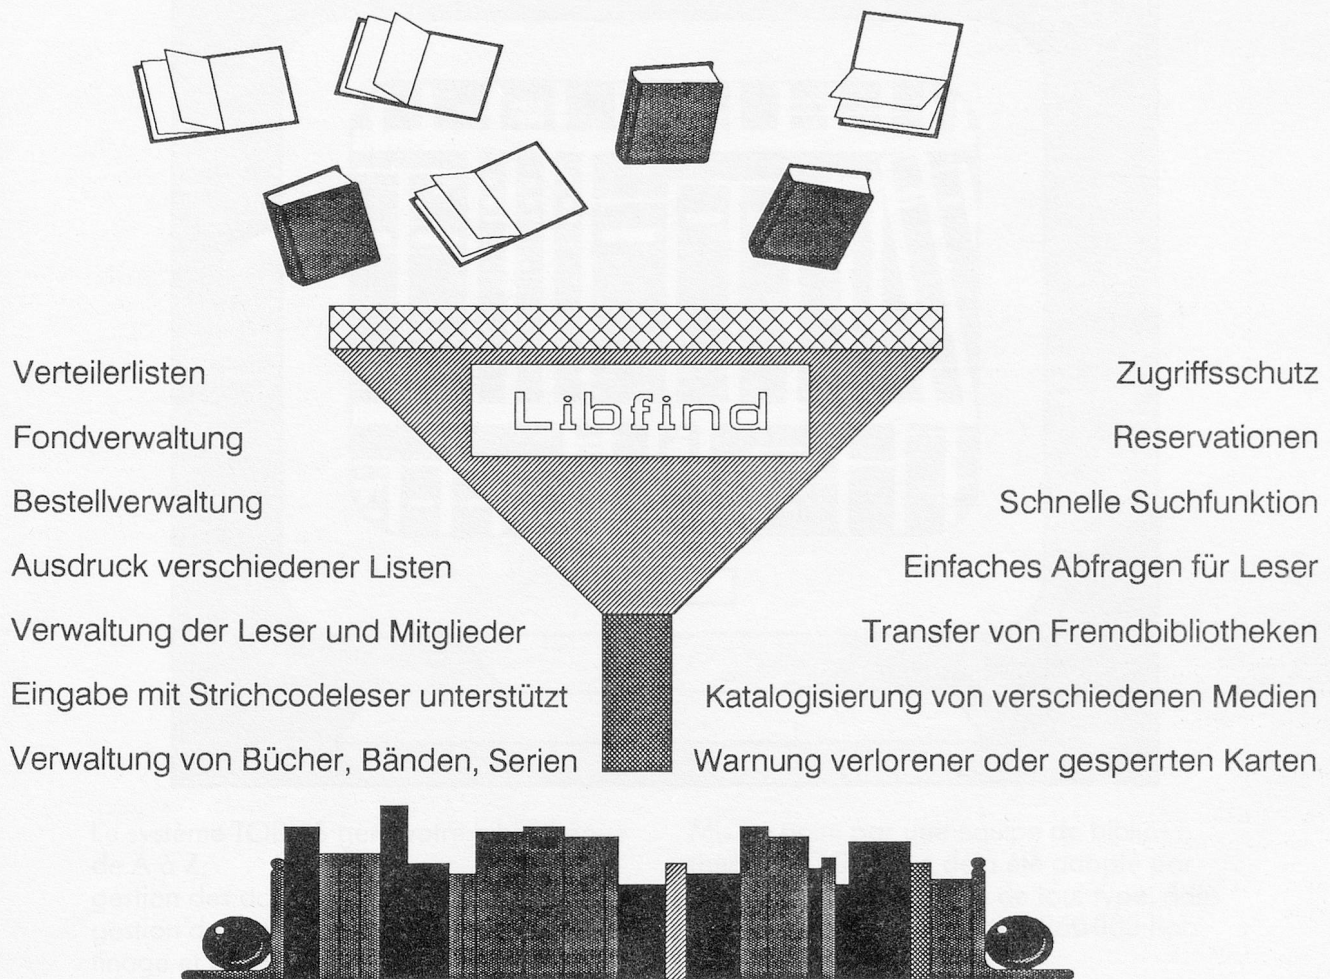 Libfind
Verteilerlisten
Fondverwaltung
Bestellverwaltung
Ausdruck verschiedener Listen
Verwaltung der Leser und Mitglieder
Eingabe mit Strichcodeleser unterstützt
Verwaltung von Bücher, Bänden, Serien
Zugriffsschutz
Reservationen
Schnelle Suchfunktion
Einfaches Abfragen für Leser
Transfer von Fremdbibliotheken
Katalogisierung von verschiedenen Medien
Warnung verlorener oder gesperrten Karten